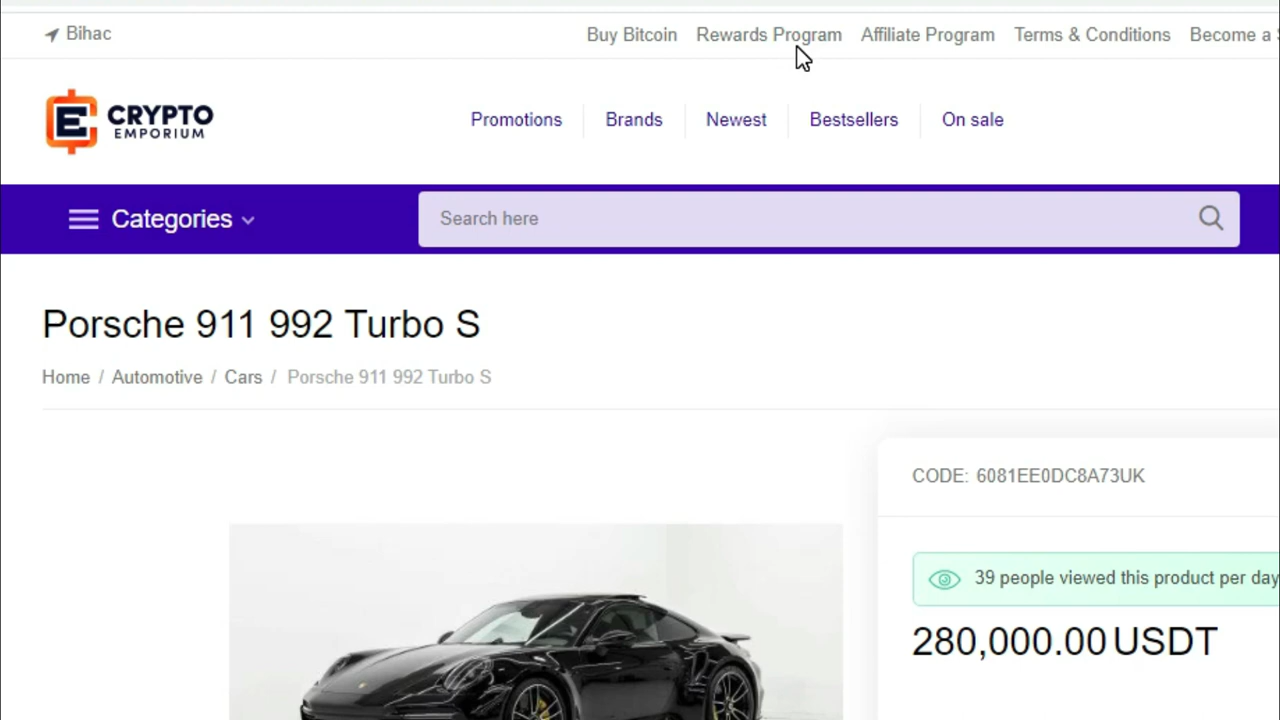 Bihac
Buy Bitcoin Rewards Program Affiliate Program Terms & Conditions Become a
CRYPTO
EMPORIUM
Promotions Brands Newest Bestsellers On sale
Categories
Search here
Porsche 911 992 Turbo S
Home / Automotive / Cars / Porsche 911 992 Turbo S
CODE: 6081EE0DC8A73UK
39 people viewed this product per day
280,000.00 USDT